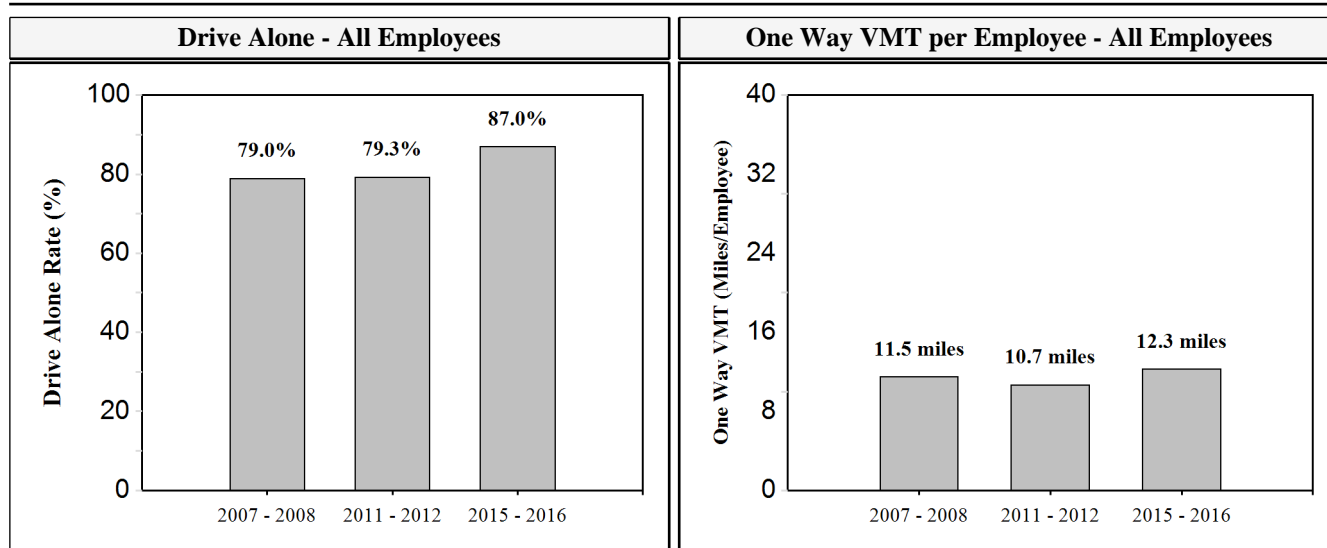 Drive Alone - All Employees
One Way VMT per Employee - All Employees
Drive Alone Rate (%)
100
80
60
40
20
0
79.0%
79.3%
87.0%
2007 - 2008
2011 - 2012
2015 - 2016
One Way VMT (Miles/Employee)
40
32
24
16
8
0
11.5 miles
10.7 miles
12.3 miles
2007 - 2008
2011 - 2012
2015 - 2016